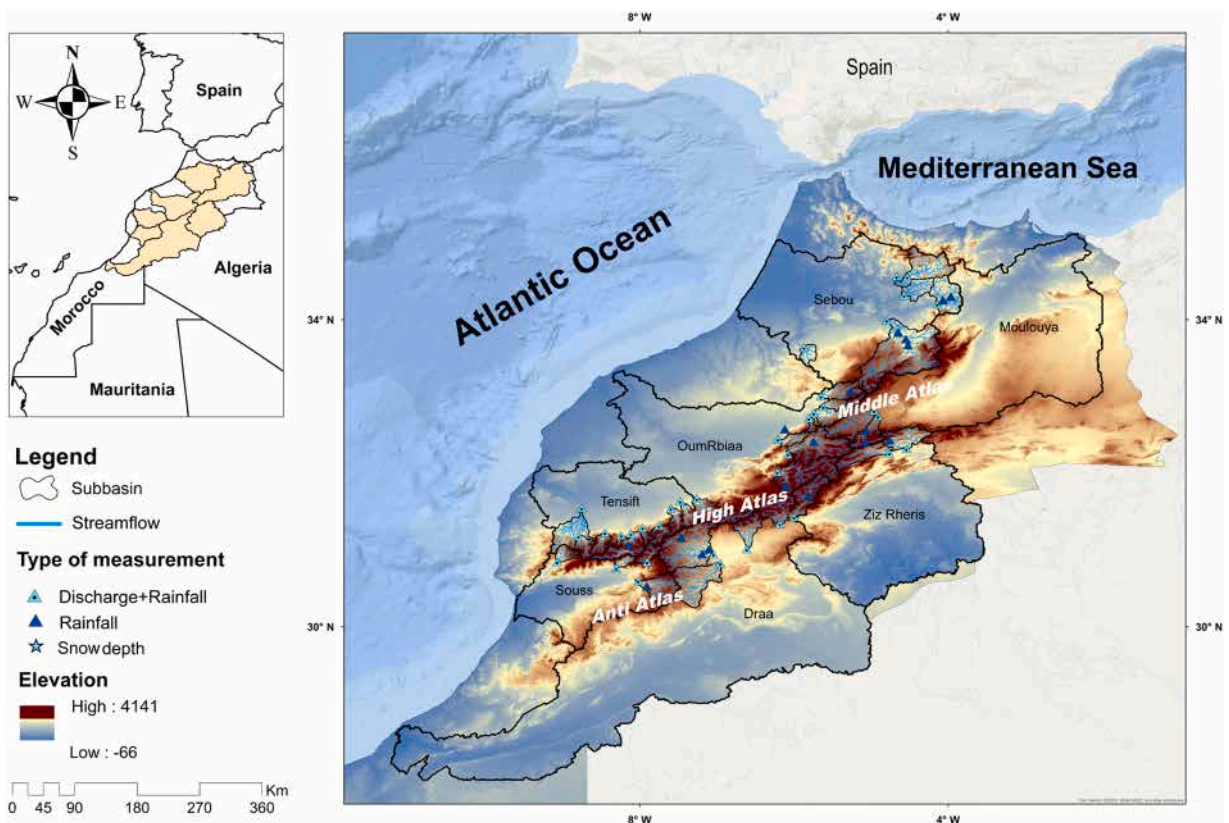 N
W E
S
Spain
Algeria
Morocco
Mauritania
Legend
Subbasin
Streamflow
Type of measurement
Discharge+Rainfall
Rainfall
Snow depth
Elevation
High : 4141
Low : -66
Km
0 45 90 180 270 360
8° W 4° W
Spain
Mediterranean Sea
Atlantic Ocean
34° N 34° N
Sebou
Moulouya
Middle Atlas
OumRbiaa
High Atlas
Tensift
Ziz Rheris
Souss
Anti Atlas
Draa
30° N 30° N
8° W 4° W